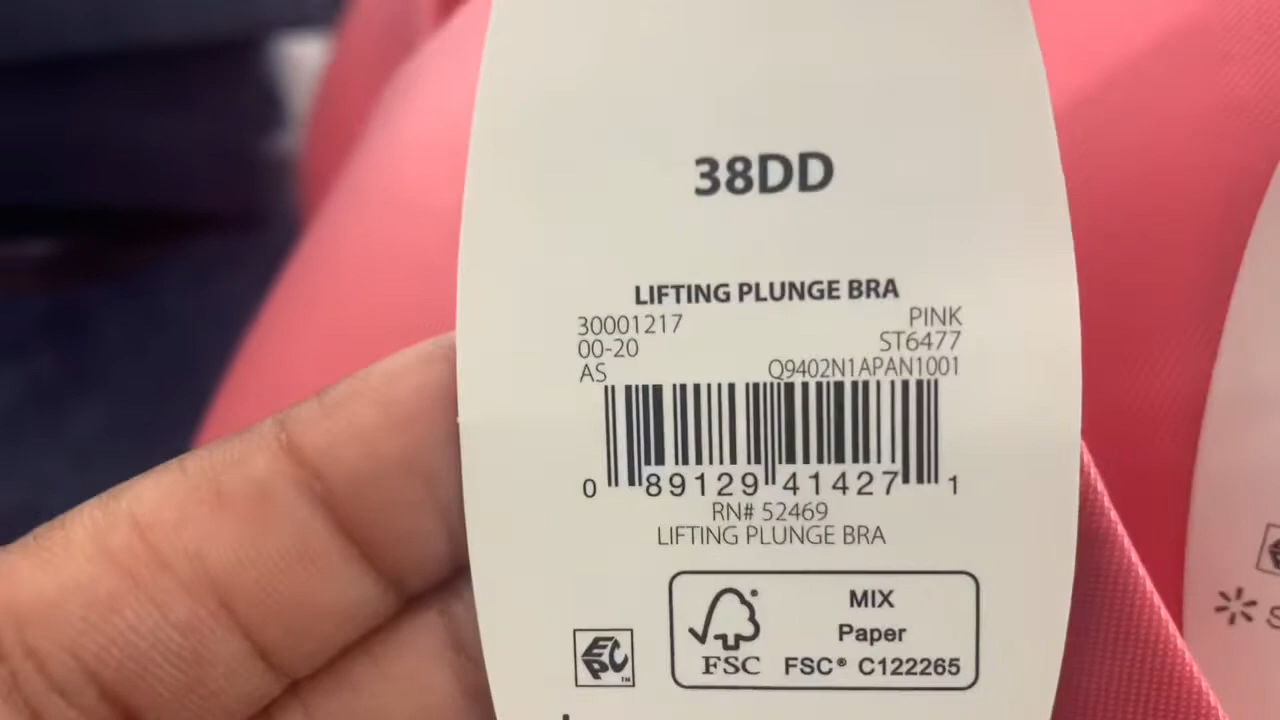 38DD
LIFTING PLUNGE BRA
30001217 PINK
00-20 ST6477
AS Q9402N1APAN1001
0 89129 41427 1
RN# 52469
LIFTING PLUNGE BRA
EPC™
FSC
MIX
Paper
FSC® C122265